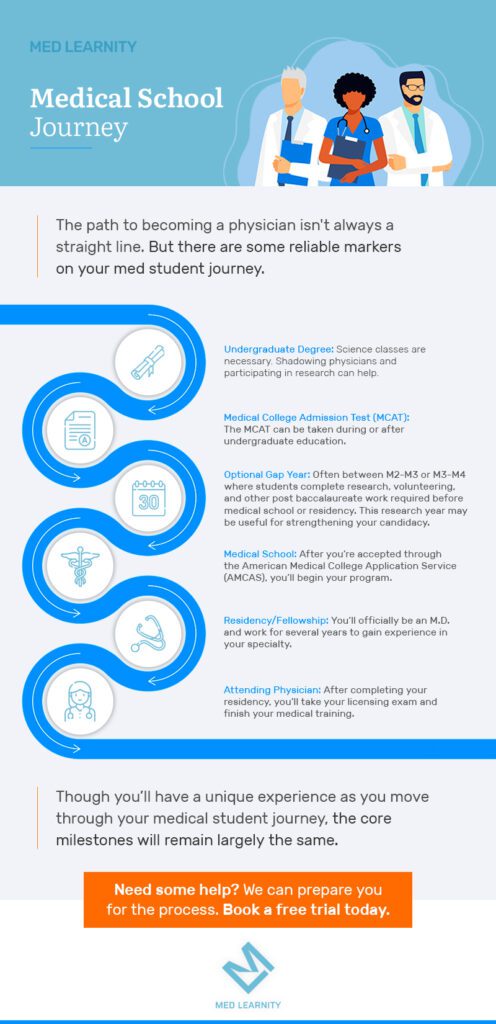 MED LEARNITY
Medical School
Journey
The path to becoming a physician isn't always a
straight line. But there are some reliable markers
on your med student journey.
Undergraduate Degree: Science classes are
necessary. Shadowing physicians and
participating in research can help.
A
Medical College Admission Test (MCAT):
The MCAT can be taken during or after
undergraduate education.
30
Optional Gap Year: Often between M2-M3 or M3-M4
where students complete research, volunteering,
and other post baccalaureate work required before
medical school or residency. This research year may
be useful for strengthening your candidacy.
Medical School: After you're accepted through
the American Medical College Application Service
(AMCAS), you'll begin your program.
Residency/Fellowship: You'll officially be an M.D.
and work for several years to gain experience in
your specialty.
Attending Physician: After completing your
residency, you'll take your licensing exam and
finish your medical training.
Though you'll have a unique experience as you move
through your medical student journey, the core
milestones will remain largely the same.
Need some help? We can prepare you
for the process. Book a free trial today.
MED LEARNITY